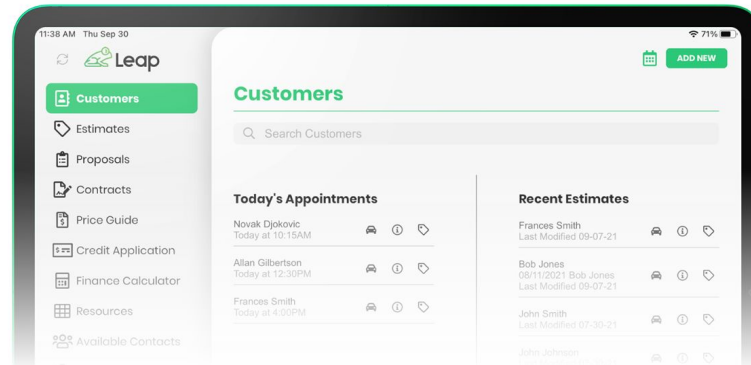 11:38 AM Thu Sep 30
71%
Leap
ADD NEW
Customers
Estimates
Proposals
Contracts
Price Guide
Credit Application
Finance Calculator
Resources
Available Contacts
Customers
Search Customers
Today's Appointments
Novak Djokovic
Today at 10:15AM
Allan Gilbertson
Today at 12:30PM
Frances Smith
Today at 4:00PM
Recent Estimates
Frances Smith
Last Modified 09-07-21
Bob Jones
08/11/2021 Bob Jones
Last Modified 09-07-21
John Smith
Last Modified 07-30-21
John Johnson